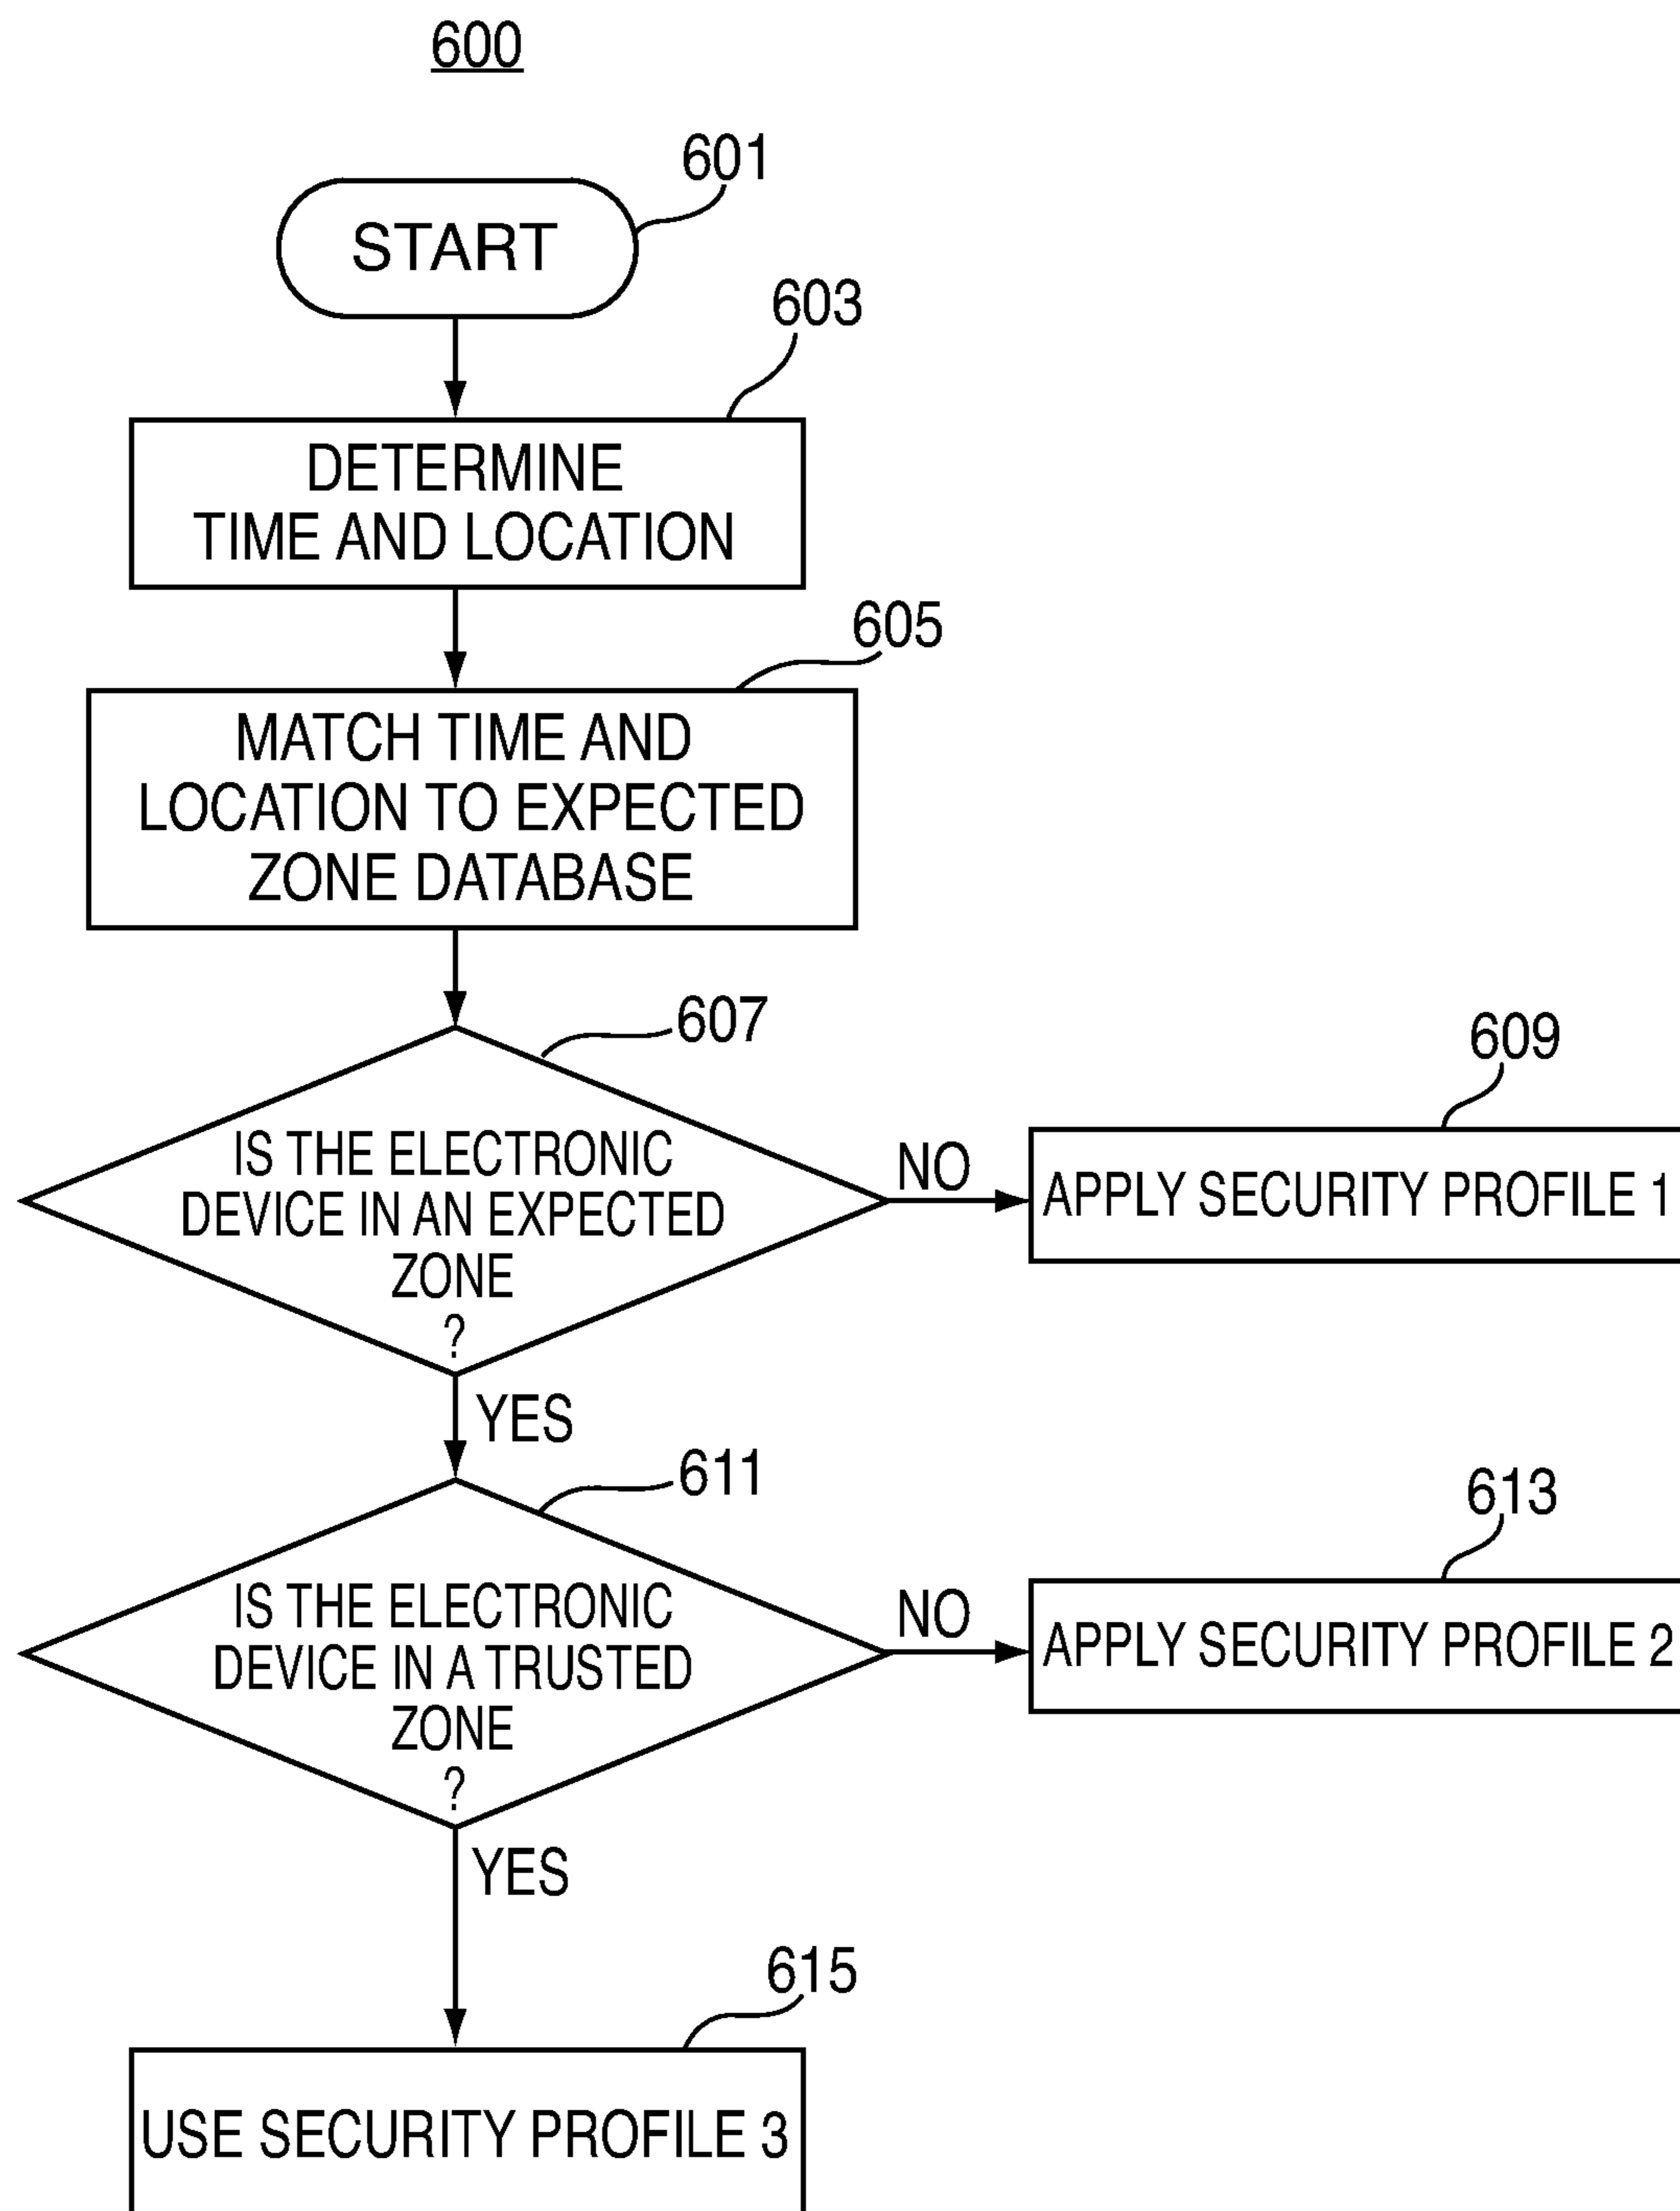 600
601
START
603
DETERMINE
TIME AND LOCATION
605
MATCH TIME AND
LOCATION TO EXPECTED
ZONE DATABASE
607
IS THE ELECTRONIC
DEVICE IN AN EXPECTED
ZONE
?
NO
609
APPLY SECURITY PROFILE 1
YES
611
IS THE ELECTRONIC
DEVICE IN A TRUSTED
ZONE
?
NO
613
APPLY SECURITY PROFILE 2
YES
615
USE SECURITY PROFILE 3